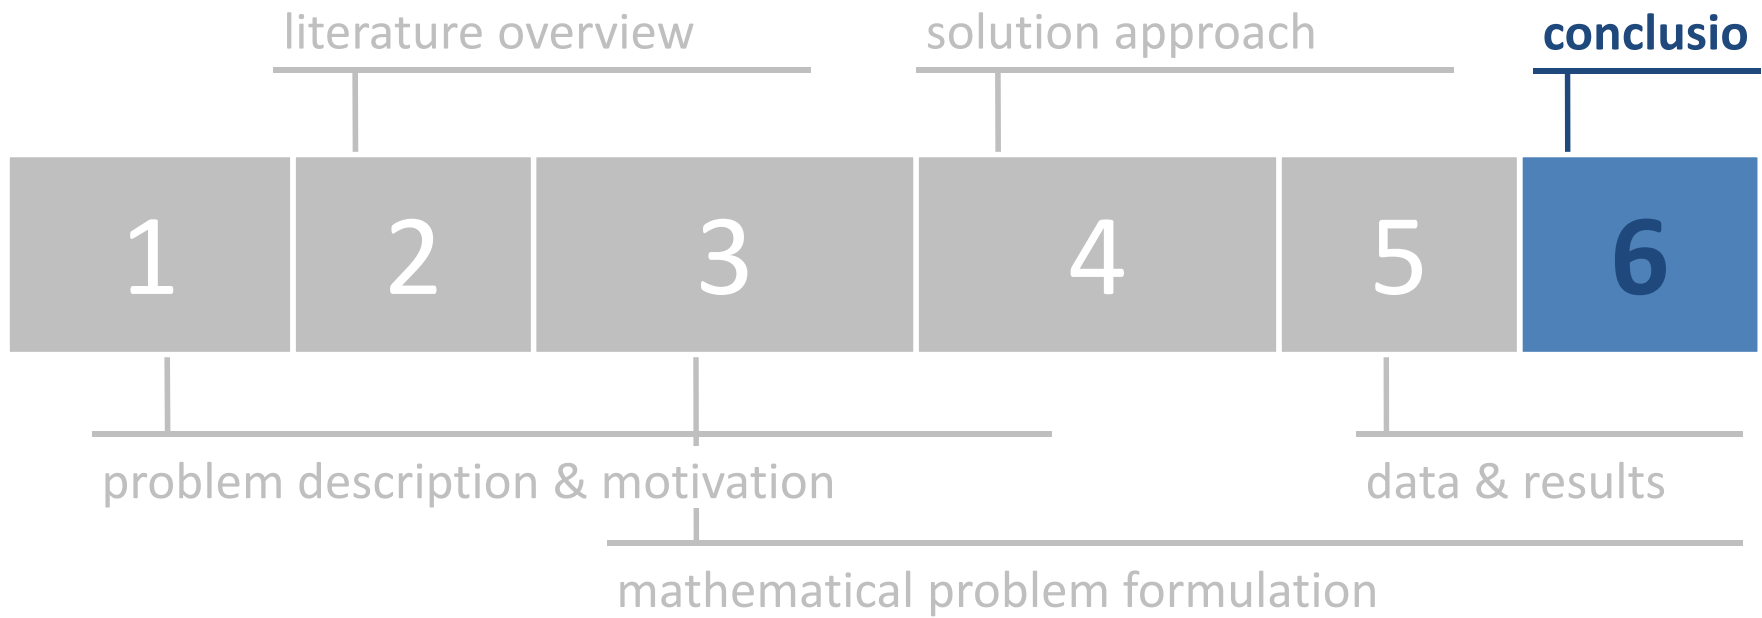 literature overview
solution approach
conclusio
1
2
3
4
5
6
problem description & motivation
data & results
mathematical problem formulation